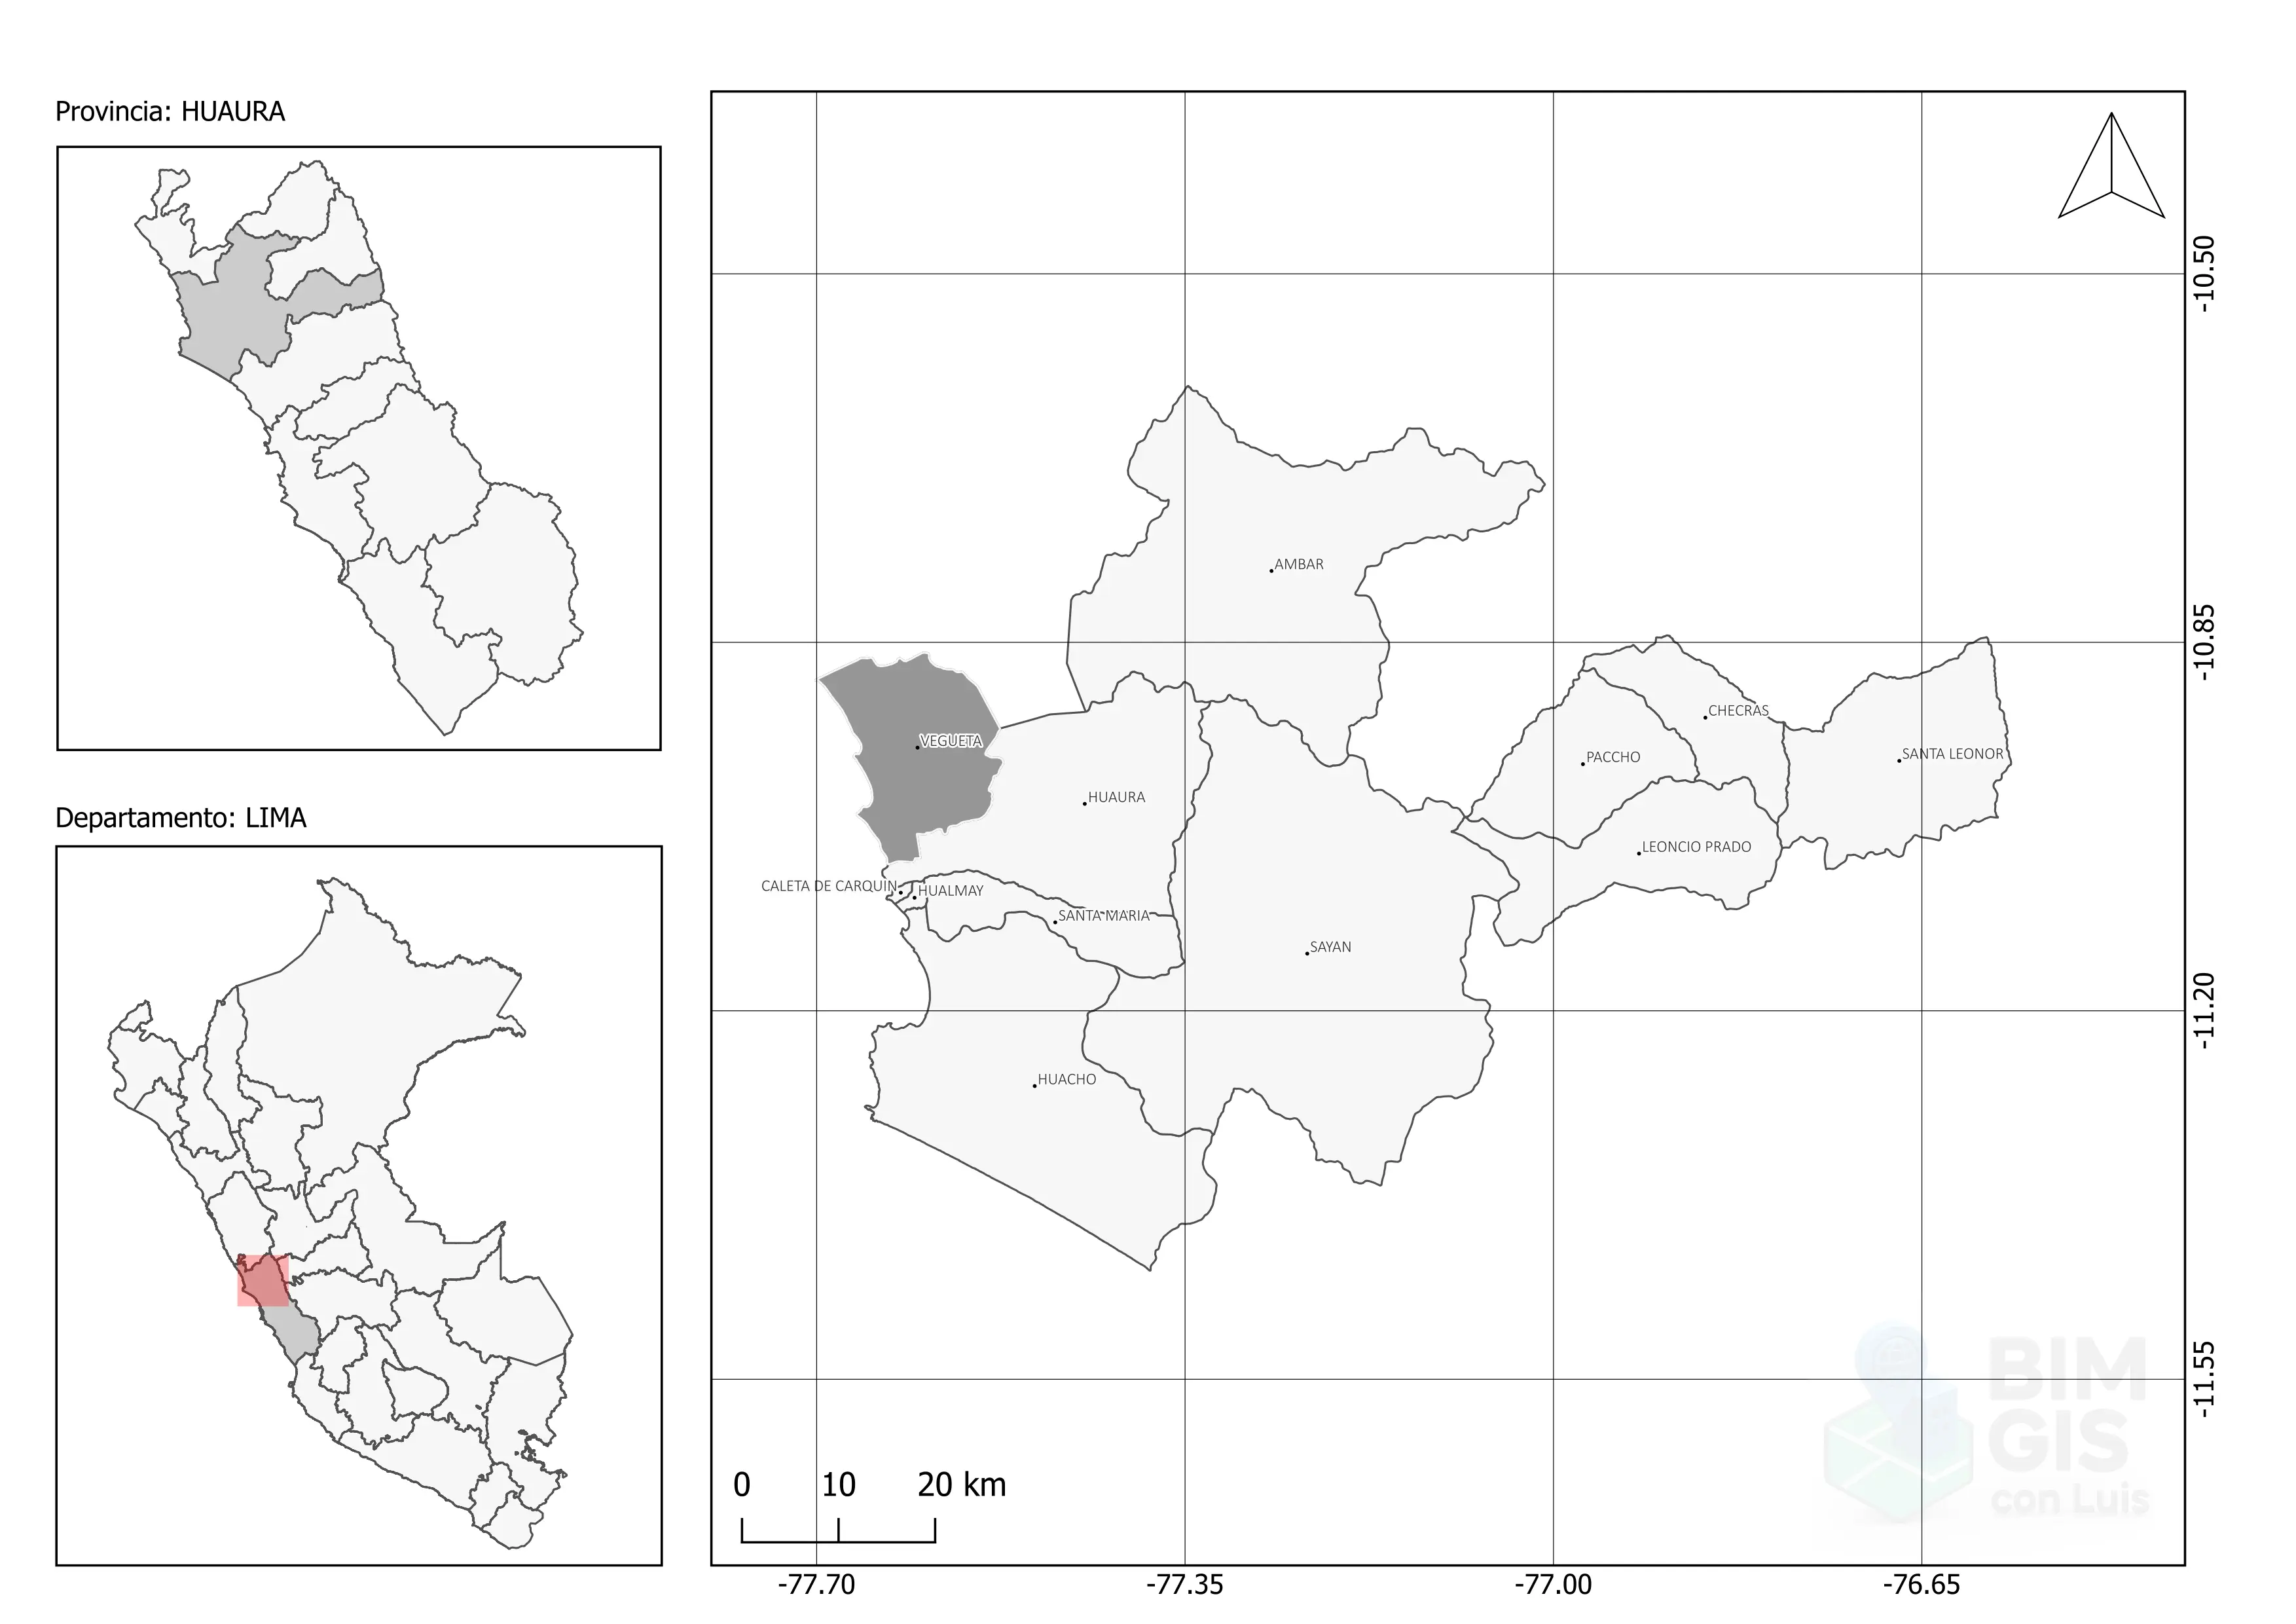 Provincia: HUAURA
Departamento: LIMA
AMBAR
CHECRAS
VEGUETA
PACCHO
SANTA LEONOR
HUAURA
LEONCIO PRADO
CALETA DE CARQUIN
HUALMAY
SANTA MARIA
SAYAN
HUACHO
-10.50
-10.85
-11.20
-11.55
BIM
GIS
con Luis
0 10 20 km
-77.70 -77.35 -77.00 -76.65